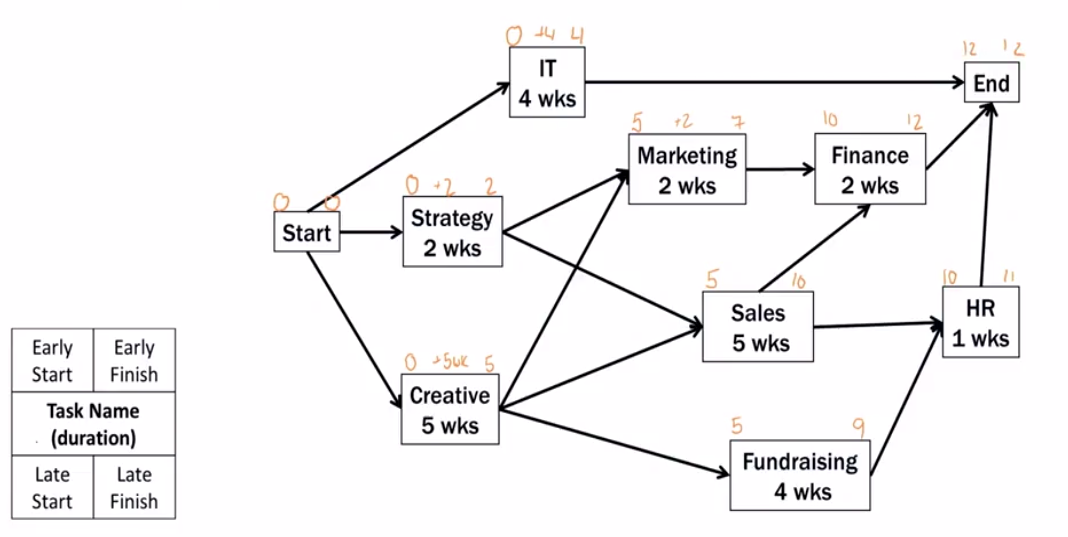 0 +4 4
IT
4 wks
12 12
End
5 +2 7
Marketing
2 wks
10 12
Finance
2 wks
0 0
Start
0 +2 2
Strategy
2 wks
5 10
Sales
5 wks
10 11
HR
1 wks
0 +5wk 5
Creative
5 wks
5 9
Fundraising
4 wks
Early Early
Start Finish
Task Name
(duration)
Late Late
Start Finish